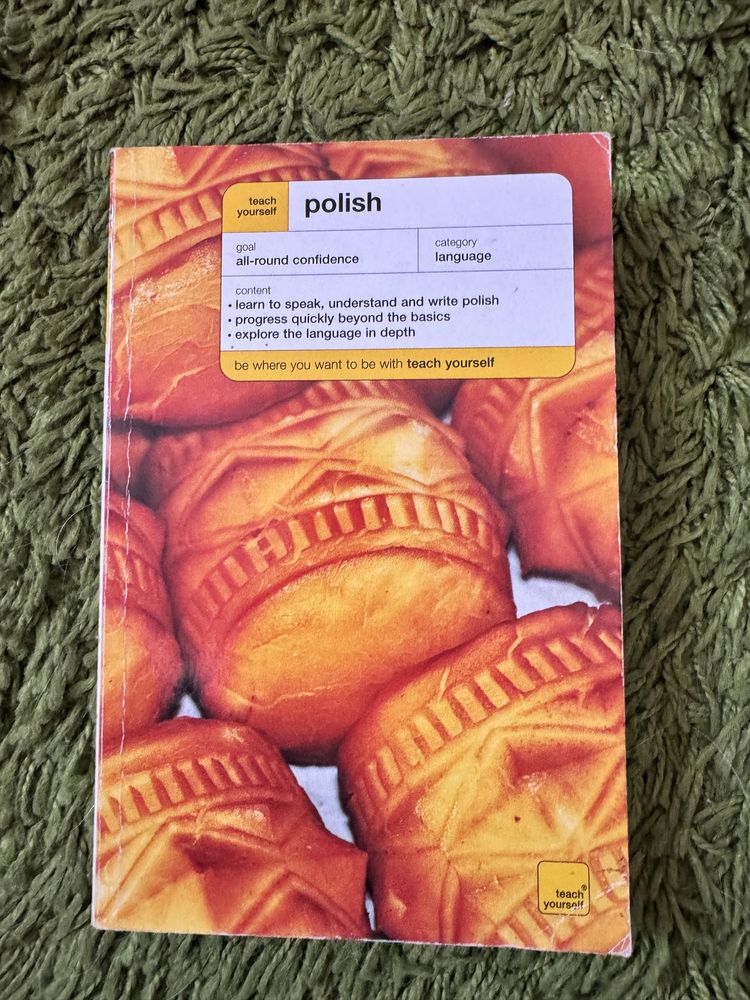 teach
yourself
polish
goal
all-round confidence
category
language
content
• learn to speak, understand and write polish
• progress quickly beyond the basics
• explore the language in depth
be where you want to be with teach yourself
teach®
yourself